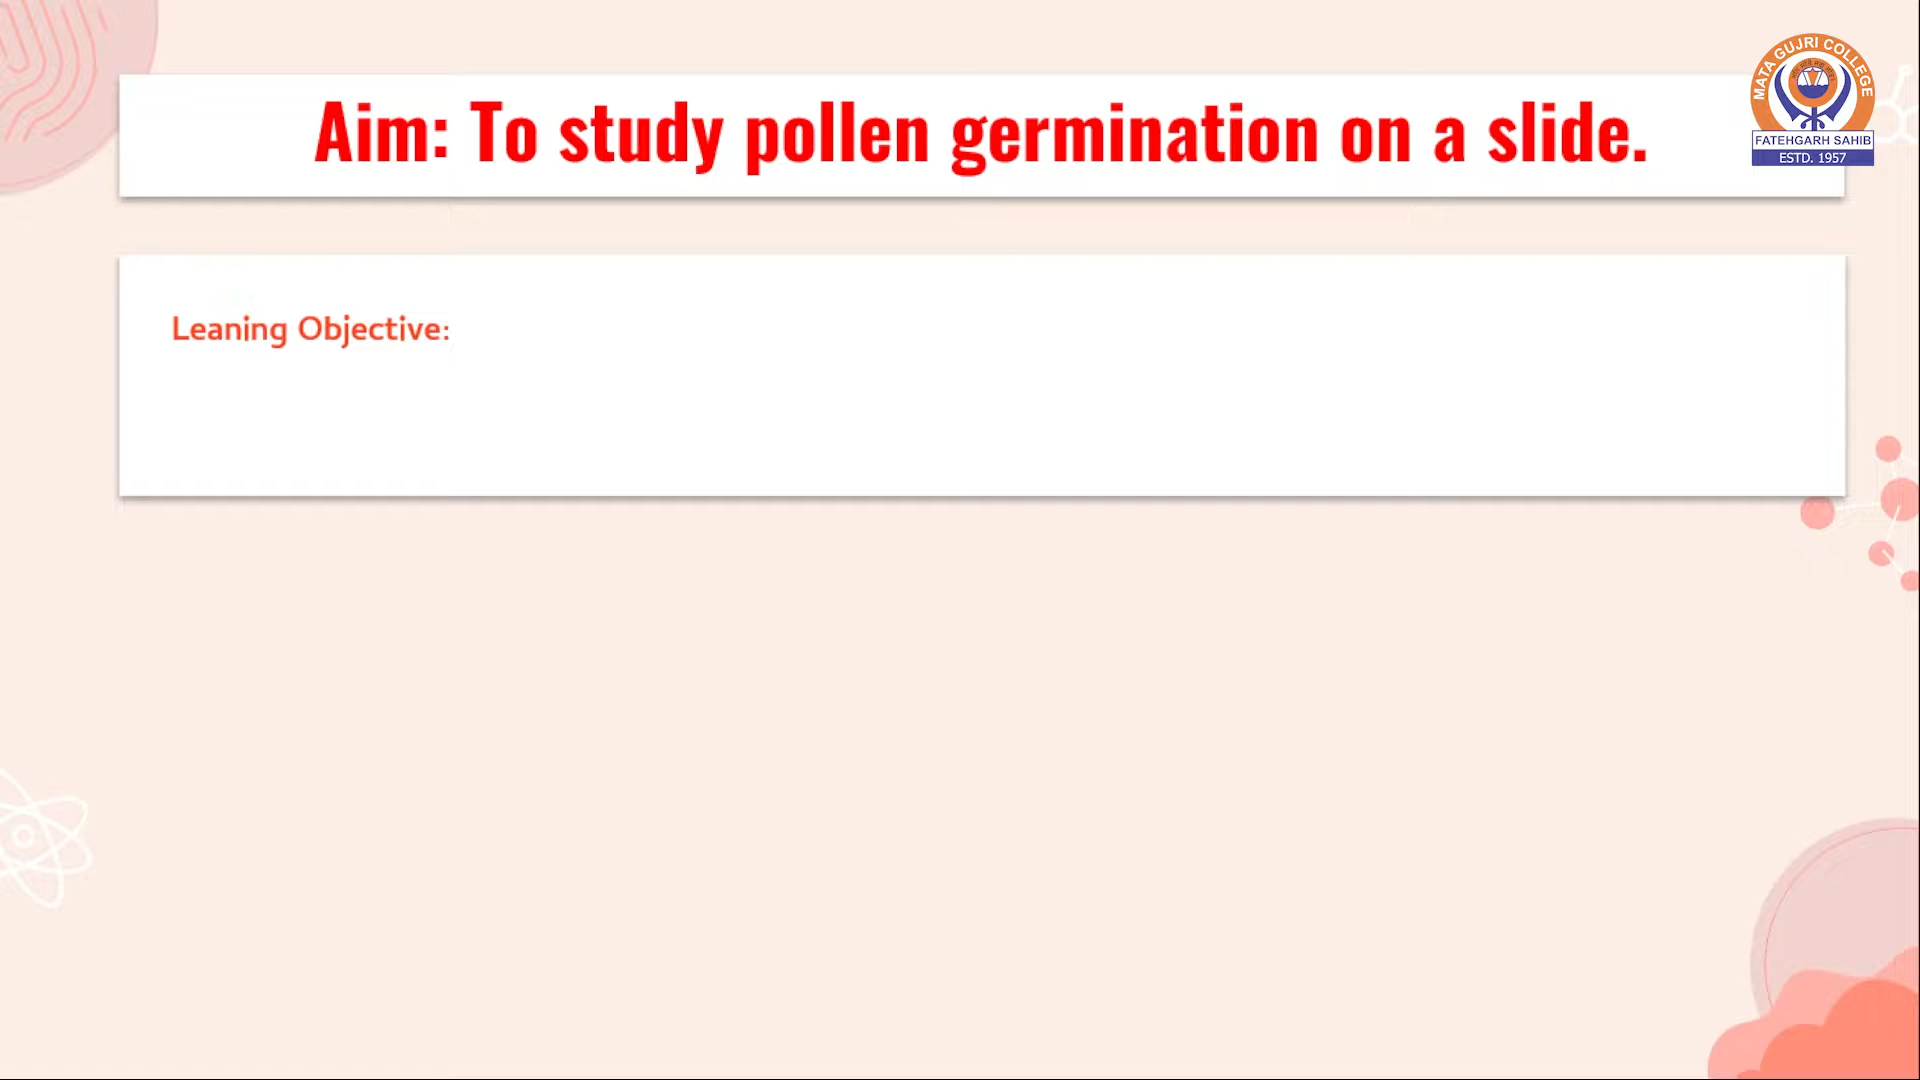 Aim: To study pollen germination on a slide.
MATA GUJRI COLLEGE
FATEHGARH SAHIB
ESTD. 1957
Leaning Objective: